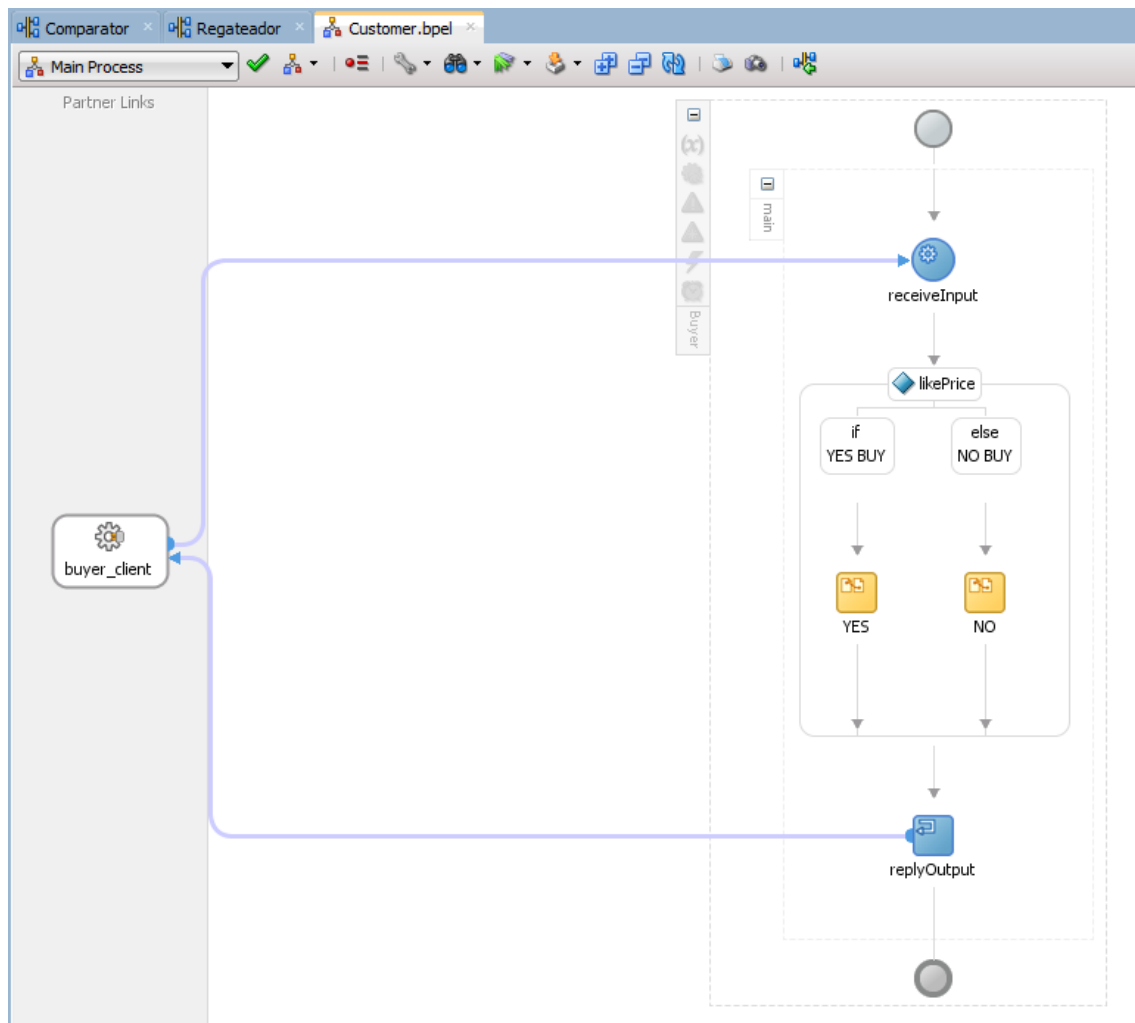 Comparator
Regateador
Customer.bpel
Main Process
Partner Links
(x)
main
Buyer
receiveInput
likePrice
if
YES BUY
else
NO BUY
buyer_client
YES
NO
replyOutput